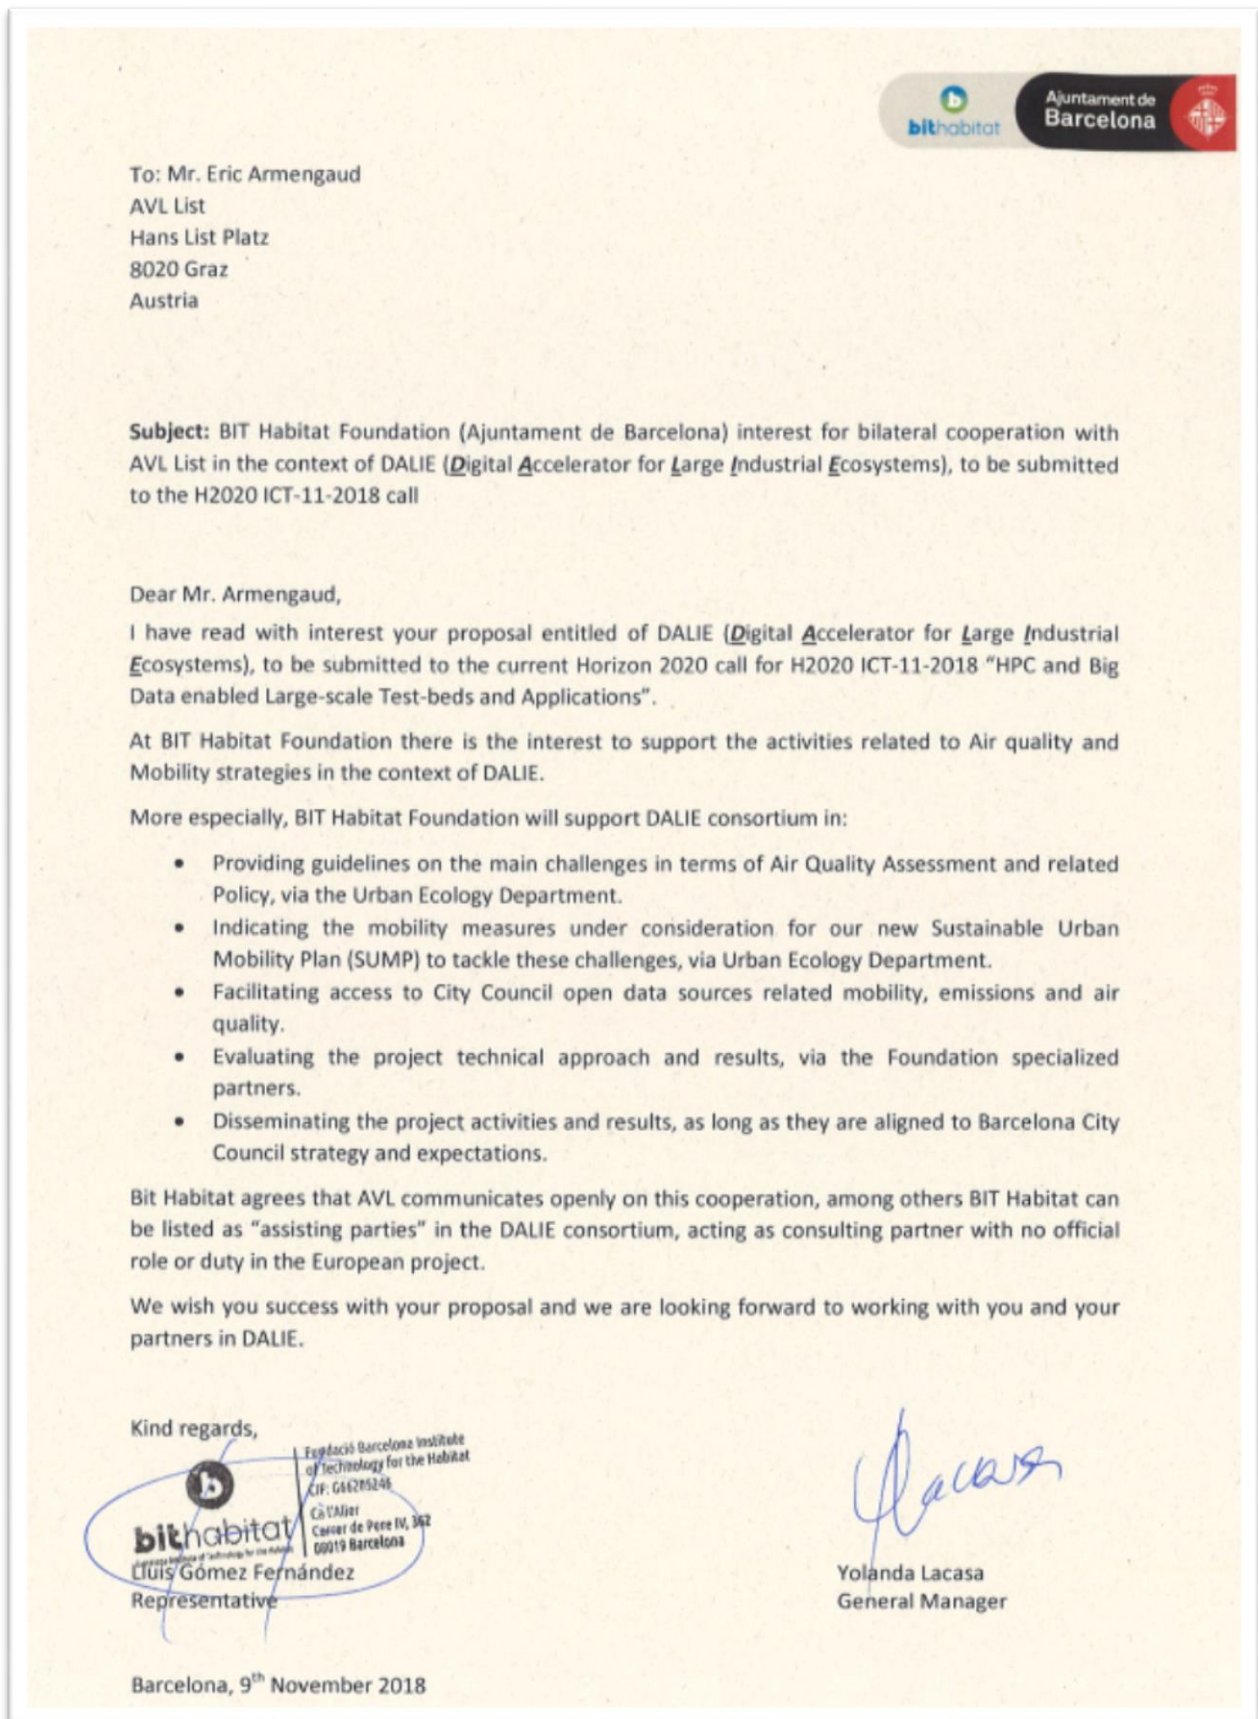 bithabitat
Ajuntament de
Barcelona
To: Mr. Eric Armengaud
AVL List
Hans List Platz
8020 Graz
Austria
Subject: BIT Habitat Foundation (Ajuntament de Barcelona) interest for bilateral cooperation with
AVL List in the context of DALIE (Digital Accelerator for Large Industrial Ecosystems), to be submitted
to the H2020 ICT-11-2018 call
Dear Mr. Armengaud,
I have read with interest your proposal entitled of DALIE (Digital Accelerator for Large Industrial
Ecosystems), to be submitted to the current Horizon 2020 call for H2020 ICT-11-2018 “HPC and Big
Data enabled Large-scale Test-beds and Applications”.
At BIT Habitat Foundation there is the interest to support the activities related to Air quality and
Mobility strategies in the context of DALIE.
More especially, BIT Habitat Foundation will support DALIE consortium in:
• Providing guidelines on the main challenges in terms of Air Quality Assessment and related
Policy, via the Urban Ecology Department.
• Indicating the mobility measures under consideration for our new Sustainable Urban
Mobility Plan (SUMP) to tackle these challenges, via Urban Ecology Department.
• Facilitating access to City Council open data sources related mobility, emissions and air
quality.
• Evaluating the project technical approach and results, via the Foundation specialized
partners.
• Disseminating the project activities and results, as long as they are aligned to Barcelona City
Council strategy and expectations.
Bit Habitat agrees that AVL communicates openly on this cooperation, among others BIT Habitat can
be listed as “assisting parties” in the DALIE consortium, acting as consulting partner with no official
role or duty in the European project.
We wish you success with your proposal and we are looking forward to working with you and your
partners in DALIE.
Kind regards,
Fundació Barcelona Institute
of Technology for the Habitat
CIF: G66285246
Ca l'Alier
Carrer de Pere IV, 362
08019 Barcelona
bithabitat
Lluís Gómez Fernández
Representative
Lacasa
Yolanda Lacasa
General Manager
Barcelona, 9th November 2018